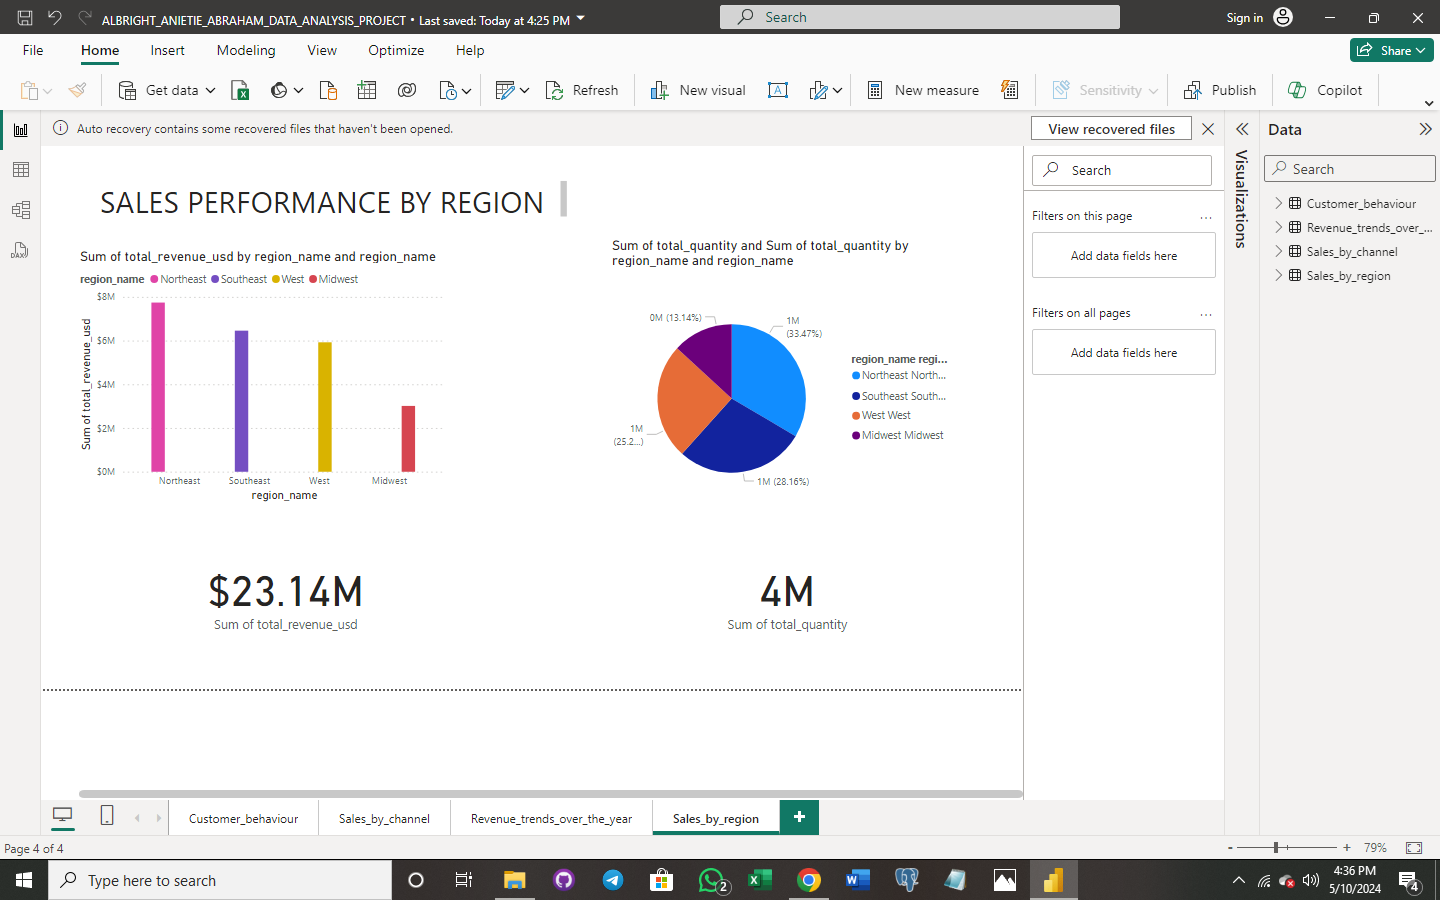 ALBRIGHT_ANIETIE_ABRAHAM_DATA_ANALYSIS_PROJECT • Last saved: Today at 4:25 PM
Search
Sign in
File
Home
Insert
Modeling
View
Optimize
Help
Share
Get data
Refresh
New visual
New measure
Sensitivity
Publish
Copilot
Auto recovery contains some recovered files that haven't been opened.
View recovered files
SALES PERFORMANCE BY REGION
Sum of total_revenue_usd by region_name and region_name
region_name Northeast Southeast West Midwest
$8M
$6M
$4M
$2M
$0M
Sum of total_revenue_usd
Northeast
Southeast
West
Midwest
region_name
Sum of total_quantity and Sum of total_quantity by
region_name and region_name
0M (13.14%)
1M
(33.47%)
1M
(25.2...)
1M (28.16%)
region_name regi...
Northeast North...
Southeast South...
West West
Midwest Midwest
$23.14M
Sum of total_revenue_usd
4M
Sum of total_quantity
Search
Filters on this page
...
Add data fields here
Filters on all pages
...
Add data fields here
Visualizations
Data
Search
Customer_behaviour
Revenue_trends_over_...
Sales_by_channel
Sales_by_region
Customer_behaviour
Sales_by_channel
Revenue_trends_over_the_year
Sales_by_region
+
Page 4 of 4
- + 79%
Type here to search
2
4:36 PM
5/10/2024
4
DAX
A
X
W